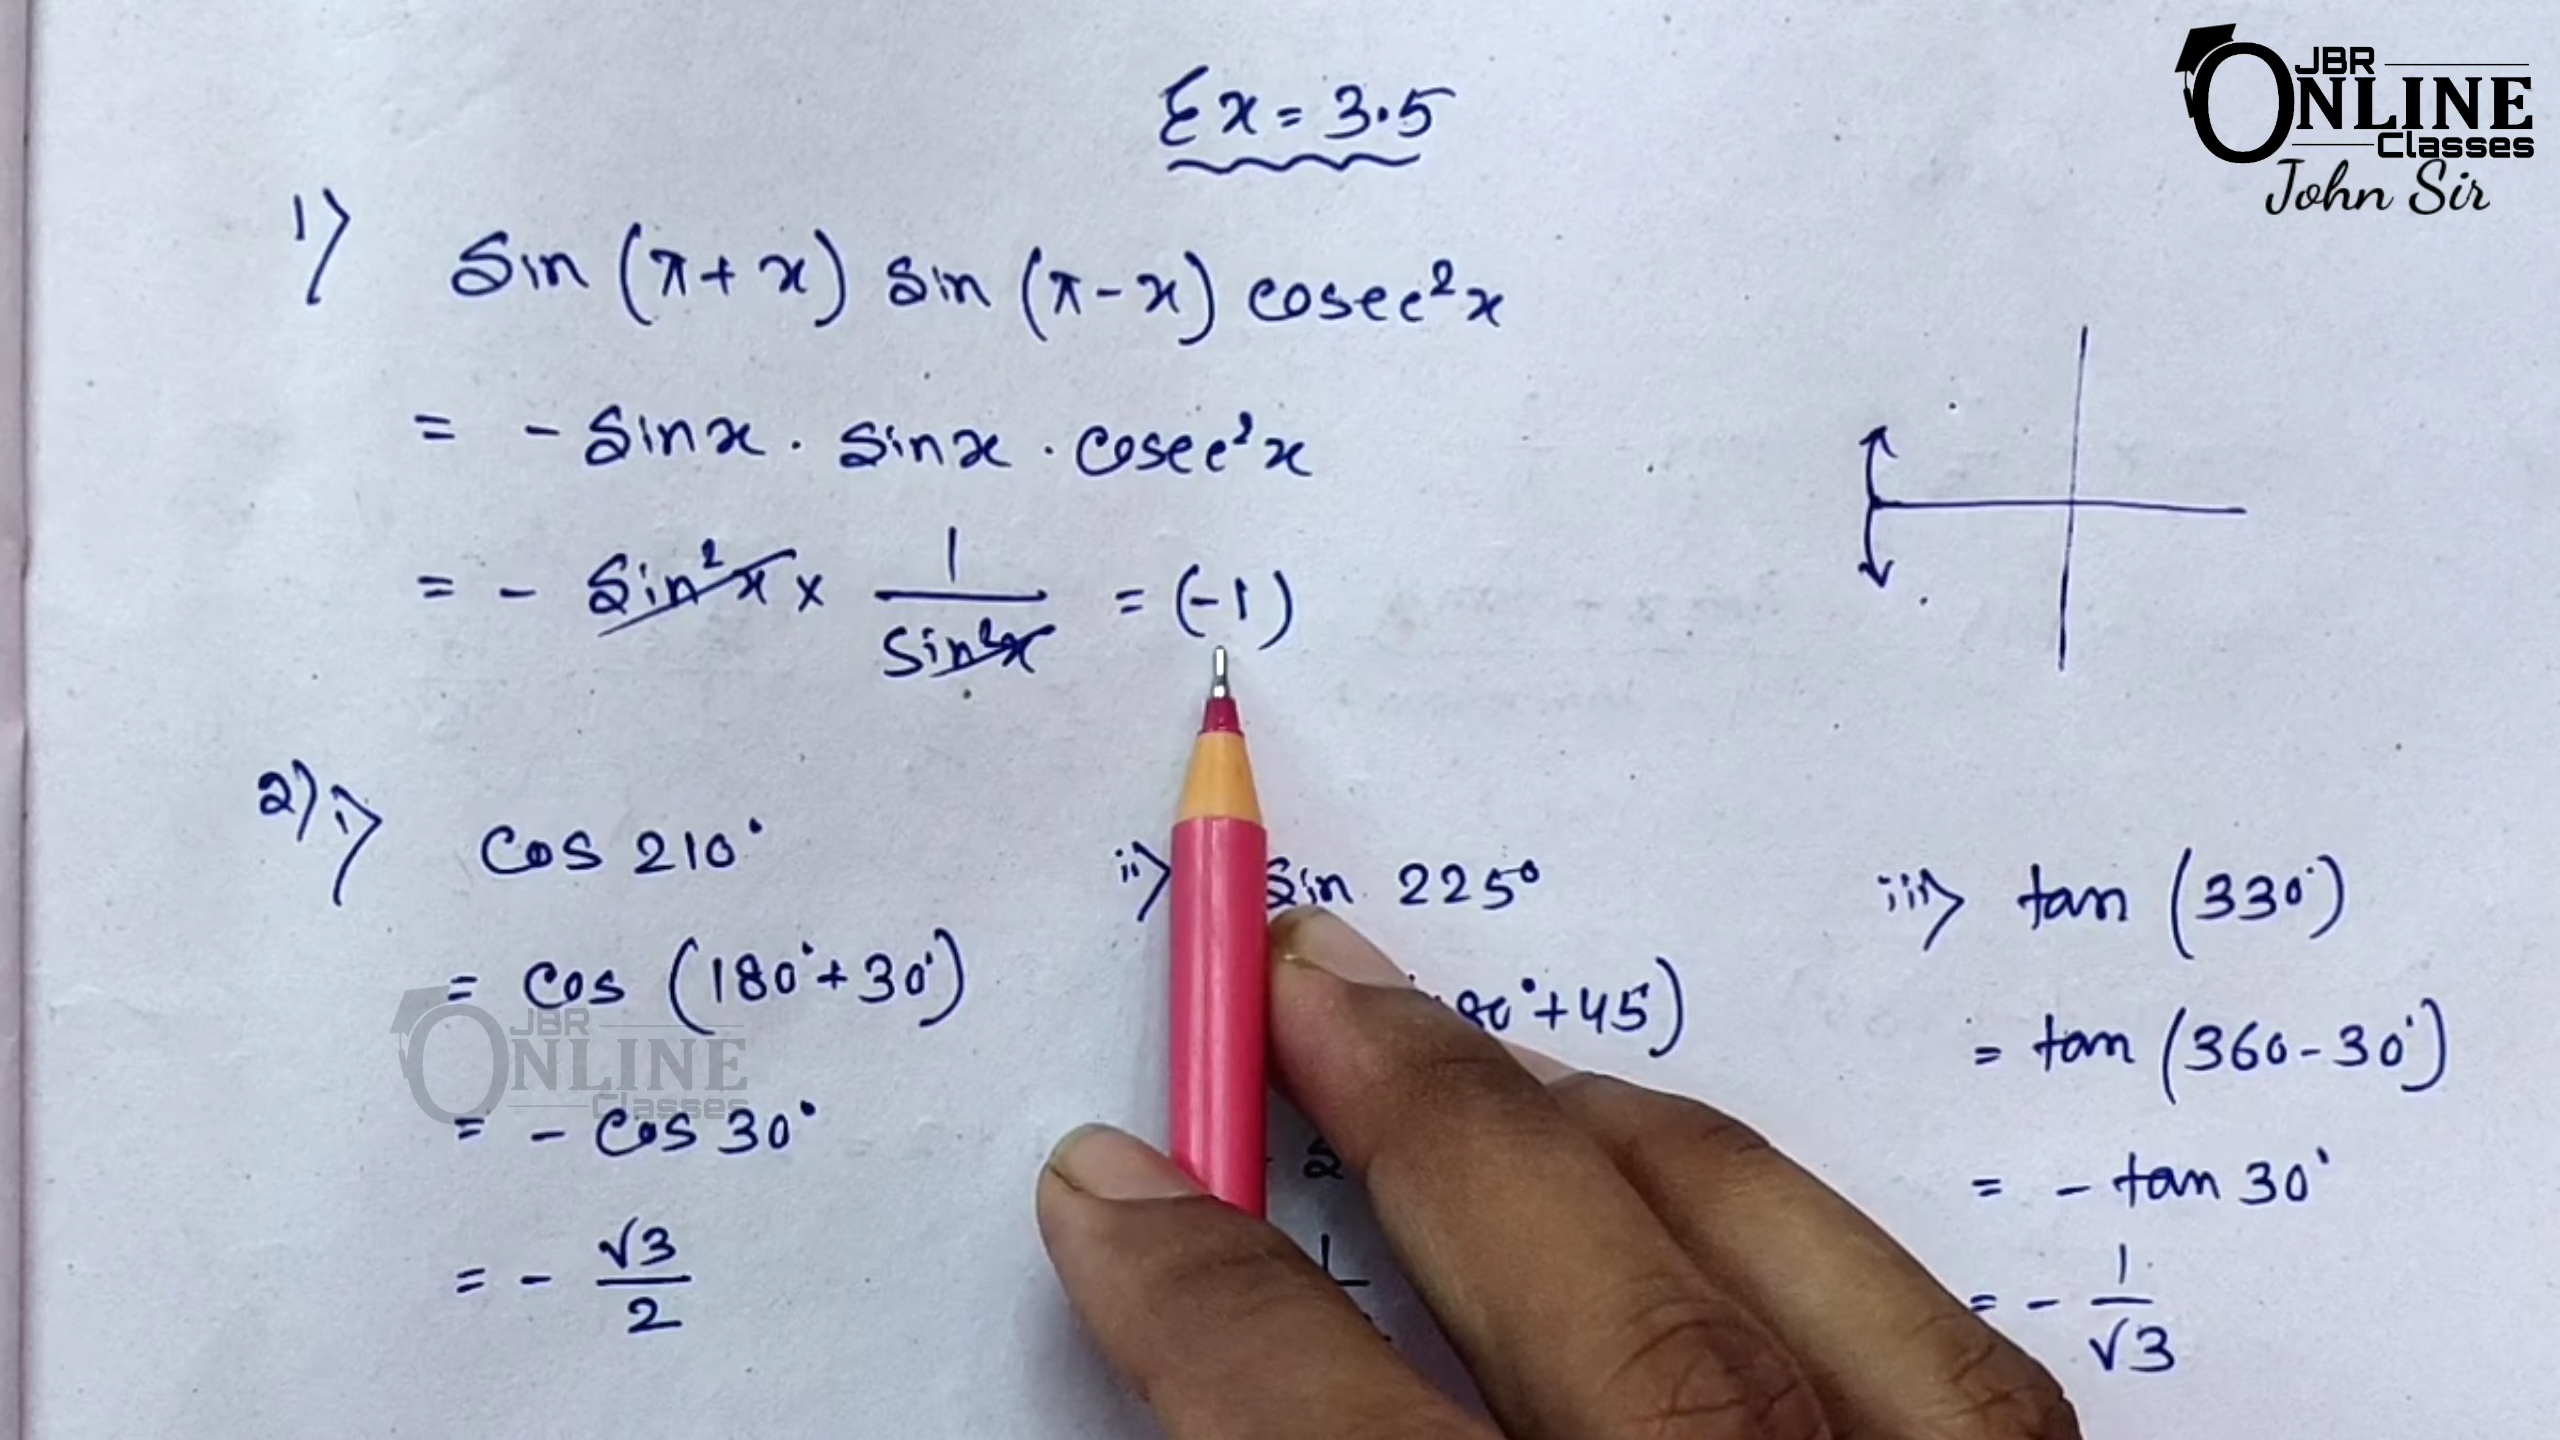 JBR
ONLINE
Classes
John Sir
Ex = 3.5
1) Sin (π+x) sin (π-x) cosec²x
= - sinx . sinx . cosec²x
= - sin²x x 1/sin²x = (-1)
2) i) cos 210°
= cos (180°+30°)
= - cos 30°
= - √3/2
ii) sin 225°
+45)
iii) tan (330°)
= tan (360-30°)
= - tan 30°
= - 1/√3
JBR
ONLINE
Classes